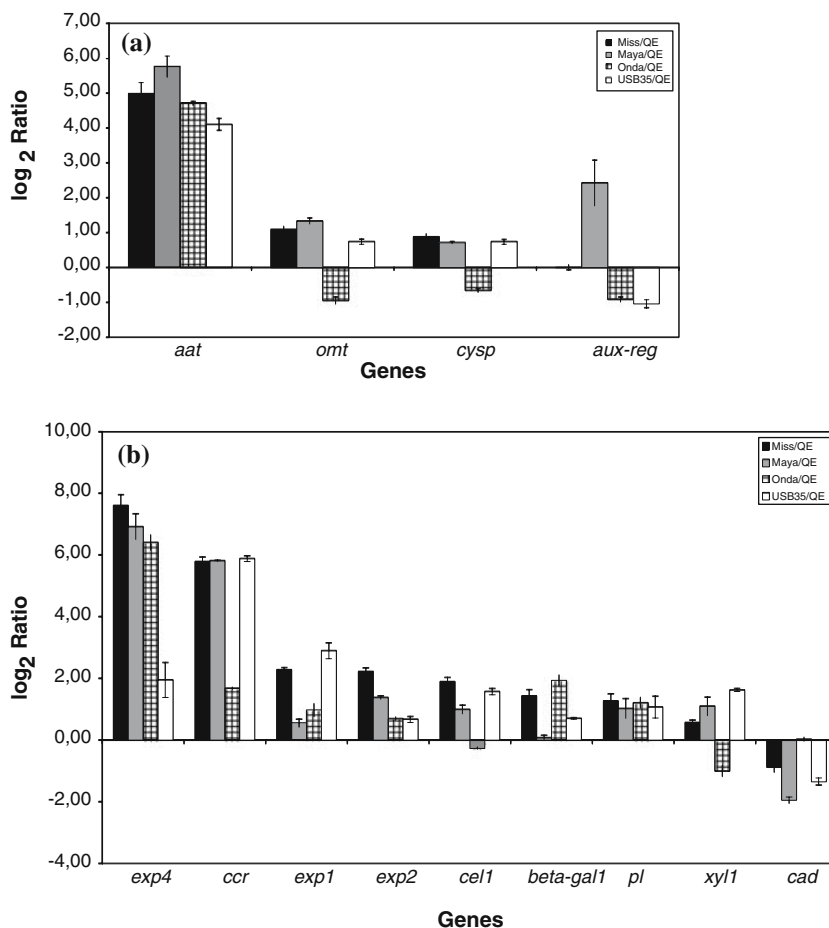 (a)
Miss/QE
Maya/QE
Onda/QE
USB35/QE
7,00
6,00
5,00
4,00
3,00
2,00
1,00
0,00
-1,00
-2,00
log 2 Ratio
aat omt cysp aux-reg
Genes
(b)
Miss/QE
Maya/QE
Onda/QE
USB35/QE
10,00
8,00
6,00
4,00
2,00
0,00
-2,00
-4,00
log2 Ratio
exp4 ccr exp1 exp2 cel1 beta-gal1 pl xyl1 cad
Genes